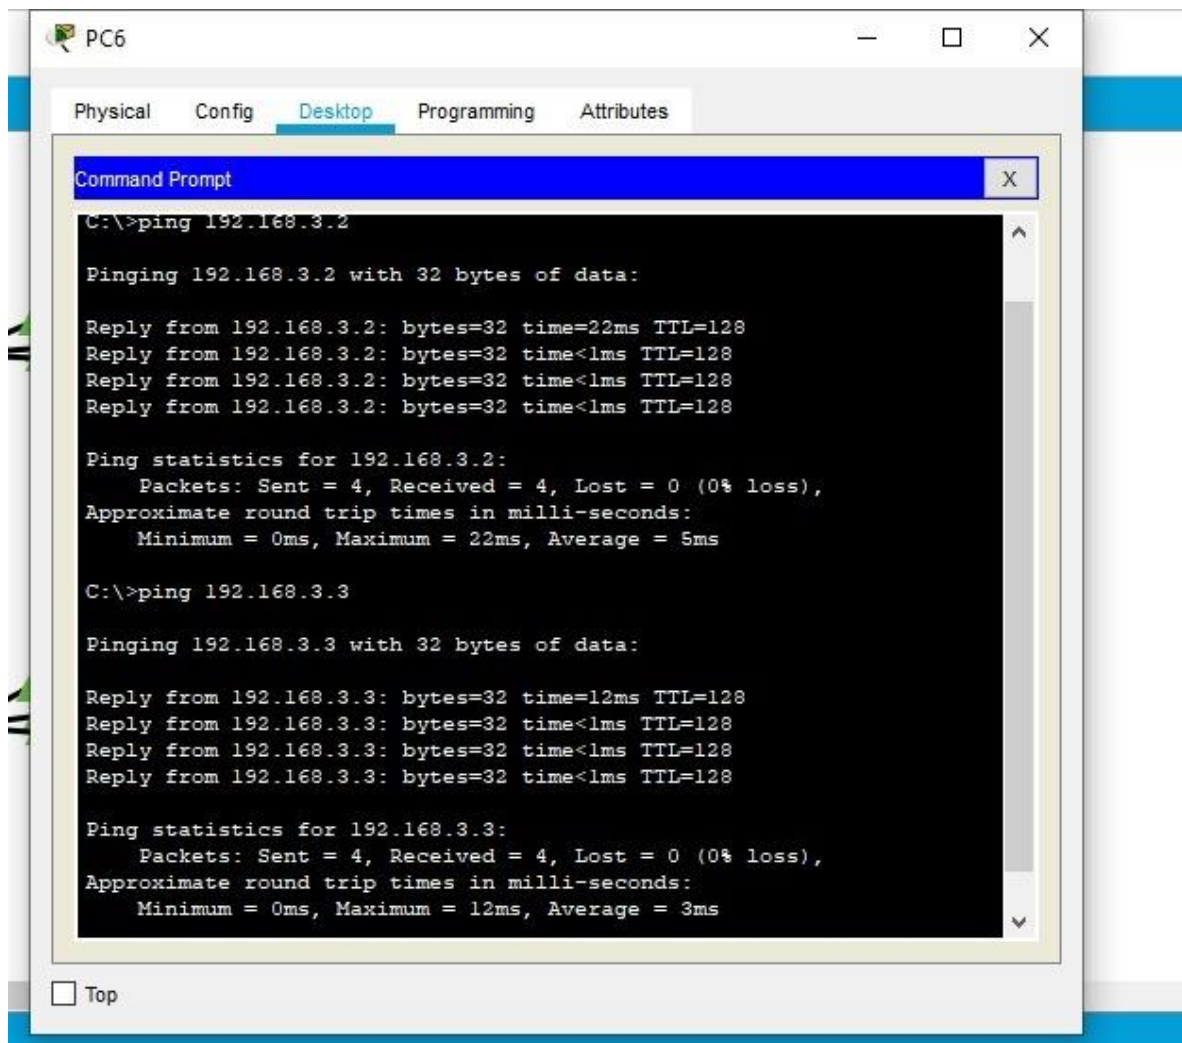 PC6
Physical Config Desktop Programming Attributes
Command Prompt
X
C:\>ping 192.168.3.2
Pinging 192.168.3.2 with 32 bytes of data:
Reply from 192.168.3.2: bytes=32 time=22ms TTL=128
Reply from 192.168.3.2: bytes=32 time<1ms TTL=128
Reply from 192.168.3.2: bytes=32 time<1ms TTL=128
Reply from 192.168.3.2: bytes=32 time<1ms TTL=128
Ping statistics for 192.168.3.2:
Packets: Sent = 4, Received = 4, Lost = 0 (0% loss),
Approximate round trip times in milli-seconds:
Minimum = 0ms, Maximum = 22ms, Average = 5ms
C:\>ping 192.168.3.3
Pinging 192.168.3.3 with 32 bytes of data:
Reply from 192.168.3.3: bytes=32 time=12ms TTL=128
Reply from 192.168.3.3: bytes=32 time<1ms TTL=128
Reply from 192.168.3.3: bytes=32 time<1ms TTL=128
Reply from 192.168.3.3: bytes=32 time<1ms TTL=128
Ping statistics for 192.168.3.3:
Packets: Sent = 4, Received = 4, Lost = 0 (0% loss),
Approximate round trip times in milli-seconds:
Minimum = 0ms, Maximum = 12ms, Average = 3ms
Top